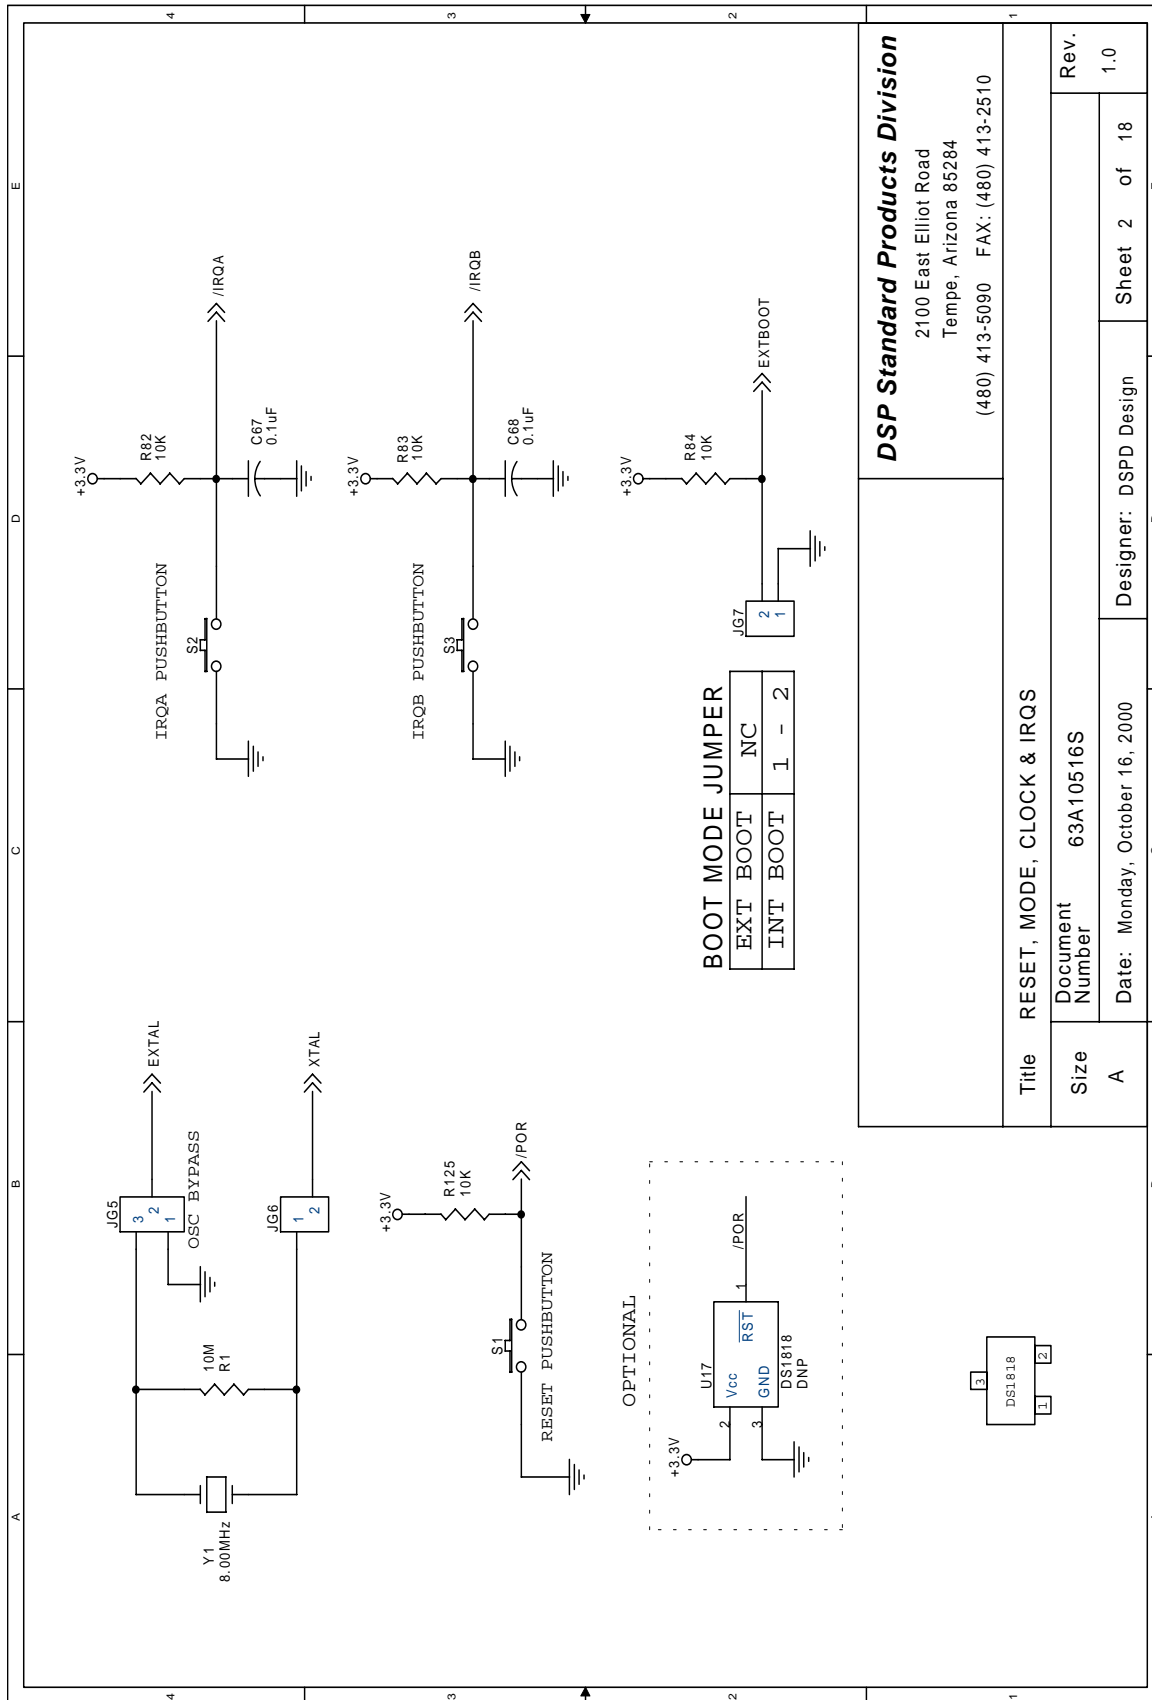 A
B
C
D
E
4
4
3
3
2
2
1
1
Y1
8.00MHz
10M
R1
JG5
3
2
1
EXTAL
OSC BYPASS
JG6
1
2
XTAL
+3.3V
R125
10K
/POR
S1
RESET PUSHBUTTON
OPTIONAL
+3.3V
U17
2
Vcc
RST
1
/POR
3
GND
DS1818
DNP
3
DS1818
1
2
IRQA PUSHBUTTON
S2
+3.3V
R82
10K
/IRQA
C67
0.1uF
IRQB PUSHBUTTON
S3
+3.3V
R83
10K
/IRQB
C68
0.1uF
BOOT MODE JUMPER
EXT BOOT NC
INT BOOT 1 - 2
JG7
2
1
+3.3V
R84
10K
EXTBOOT
DSP Standard Products Division
2100 East Elliot Road
Tempe, Arizona 85284
(480) 413-5090 FAX: (480) 413-2510
Title RESET, MODE, CLOCK & IRQS
Size
A
Document
Number
63A10516S
Rev.
1.0
Date: Monday, October 16, 2000
Designer: DSPD Design
Sheet 2 of 18